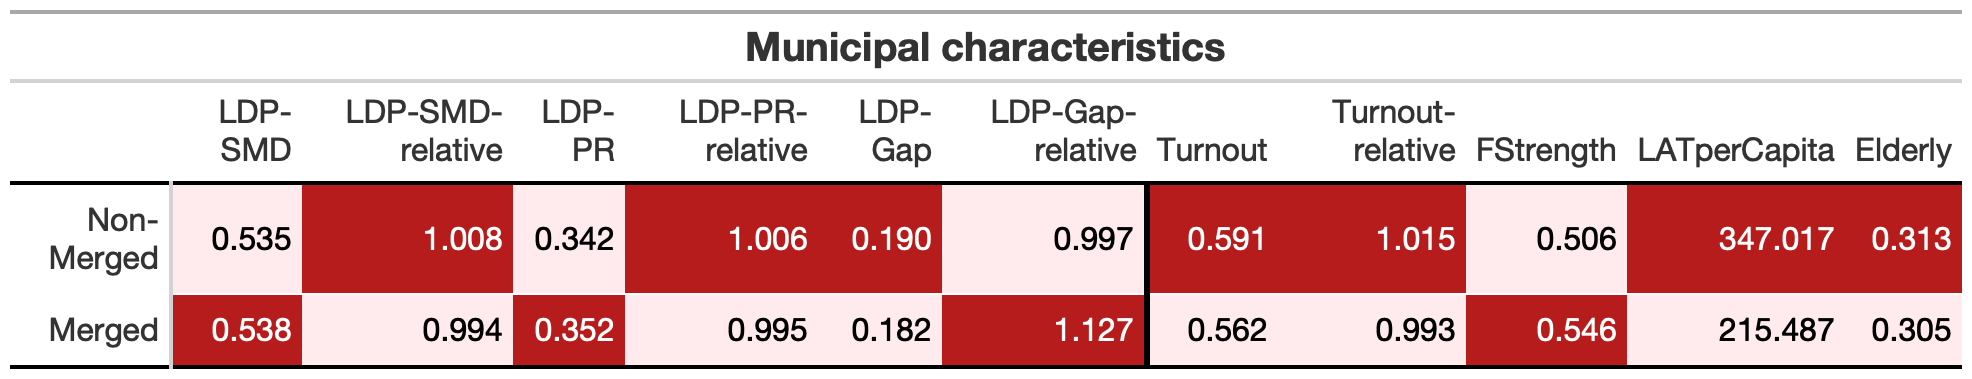 Municipal characteristics
LDP-SMD LDP-SMD-relative LDP-PR LDP-PR-relative LDP-Gap LDP-Gap-relative Turnout Turnout-relative FStrength LATperCapita Elderly
Non-Merged 0.535 1.008 0.342 1.006 0.190 0.997 0.591 1.015 0.506 347.017 0.313
Merged 0.538 0.994 0.352 0.995 0.182 1.127 0.562 0.993 0.546 215.487 0.305